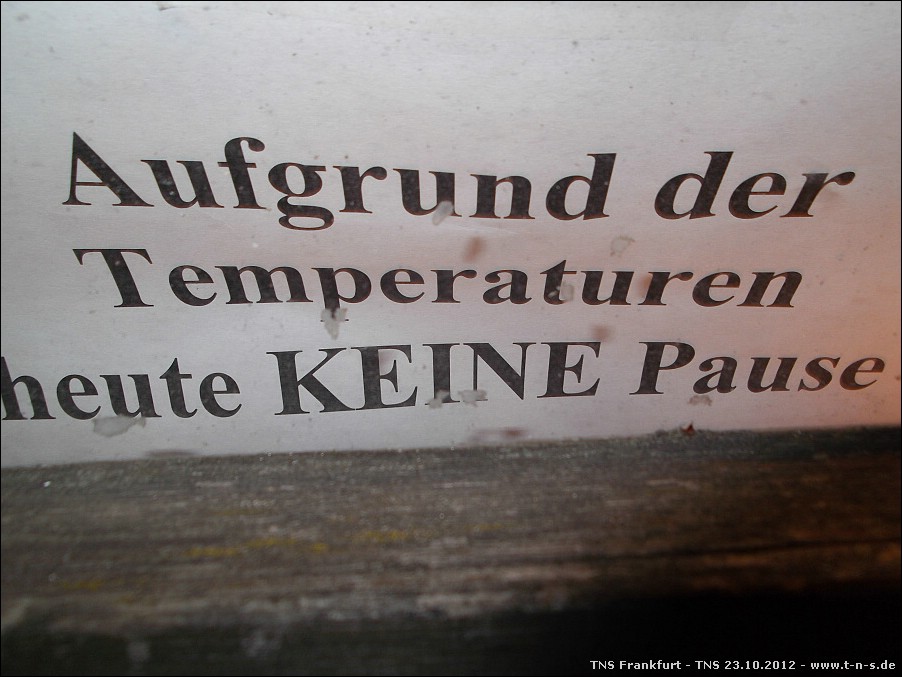 Aufgrund der
Temperaturen
heute KEINE Pause
TNS Frankfurt - TNS 23.10.2012 - www.t-n-s.de